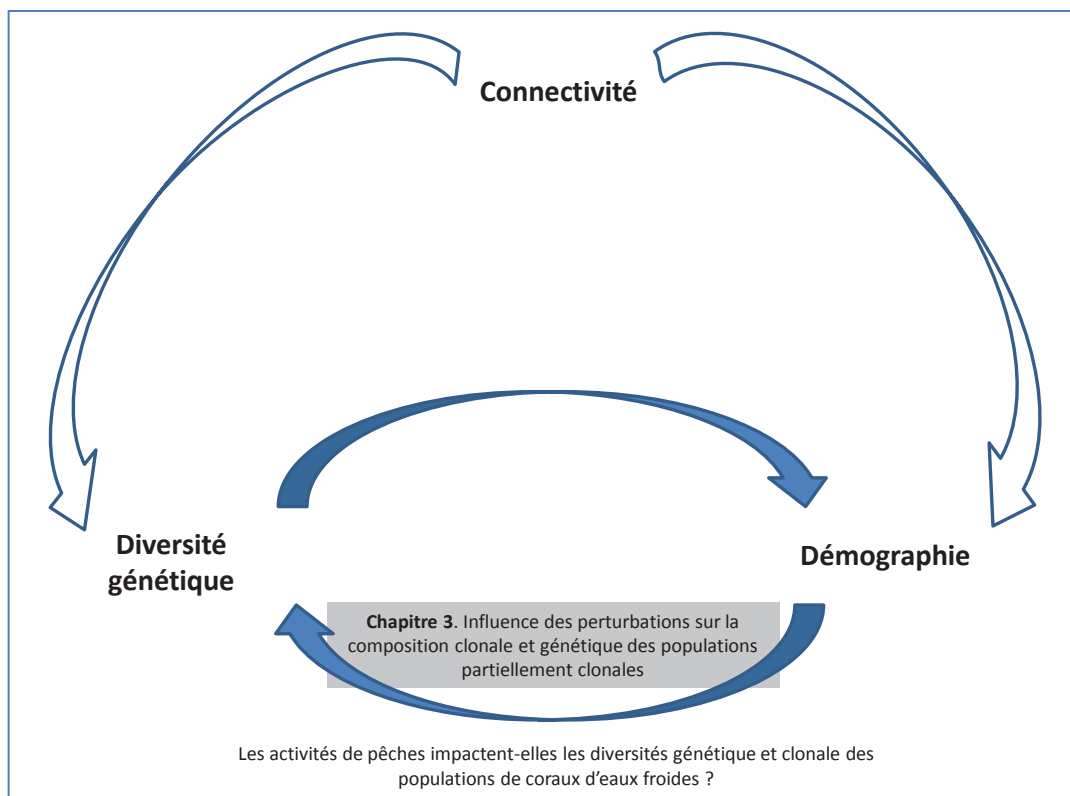 Connectivité
Diversité
génétique
Démographie
Chapitre 3. Influence des perturbations sur la
composition clonale et génétique des populations
partiellement clonales
Les activités de pêches impactent-elles les diversités génétique et clonale des
populations de coraux d’eaux froides ?